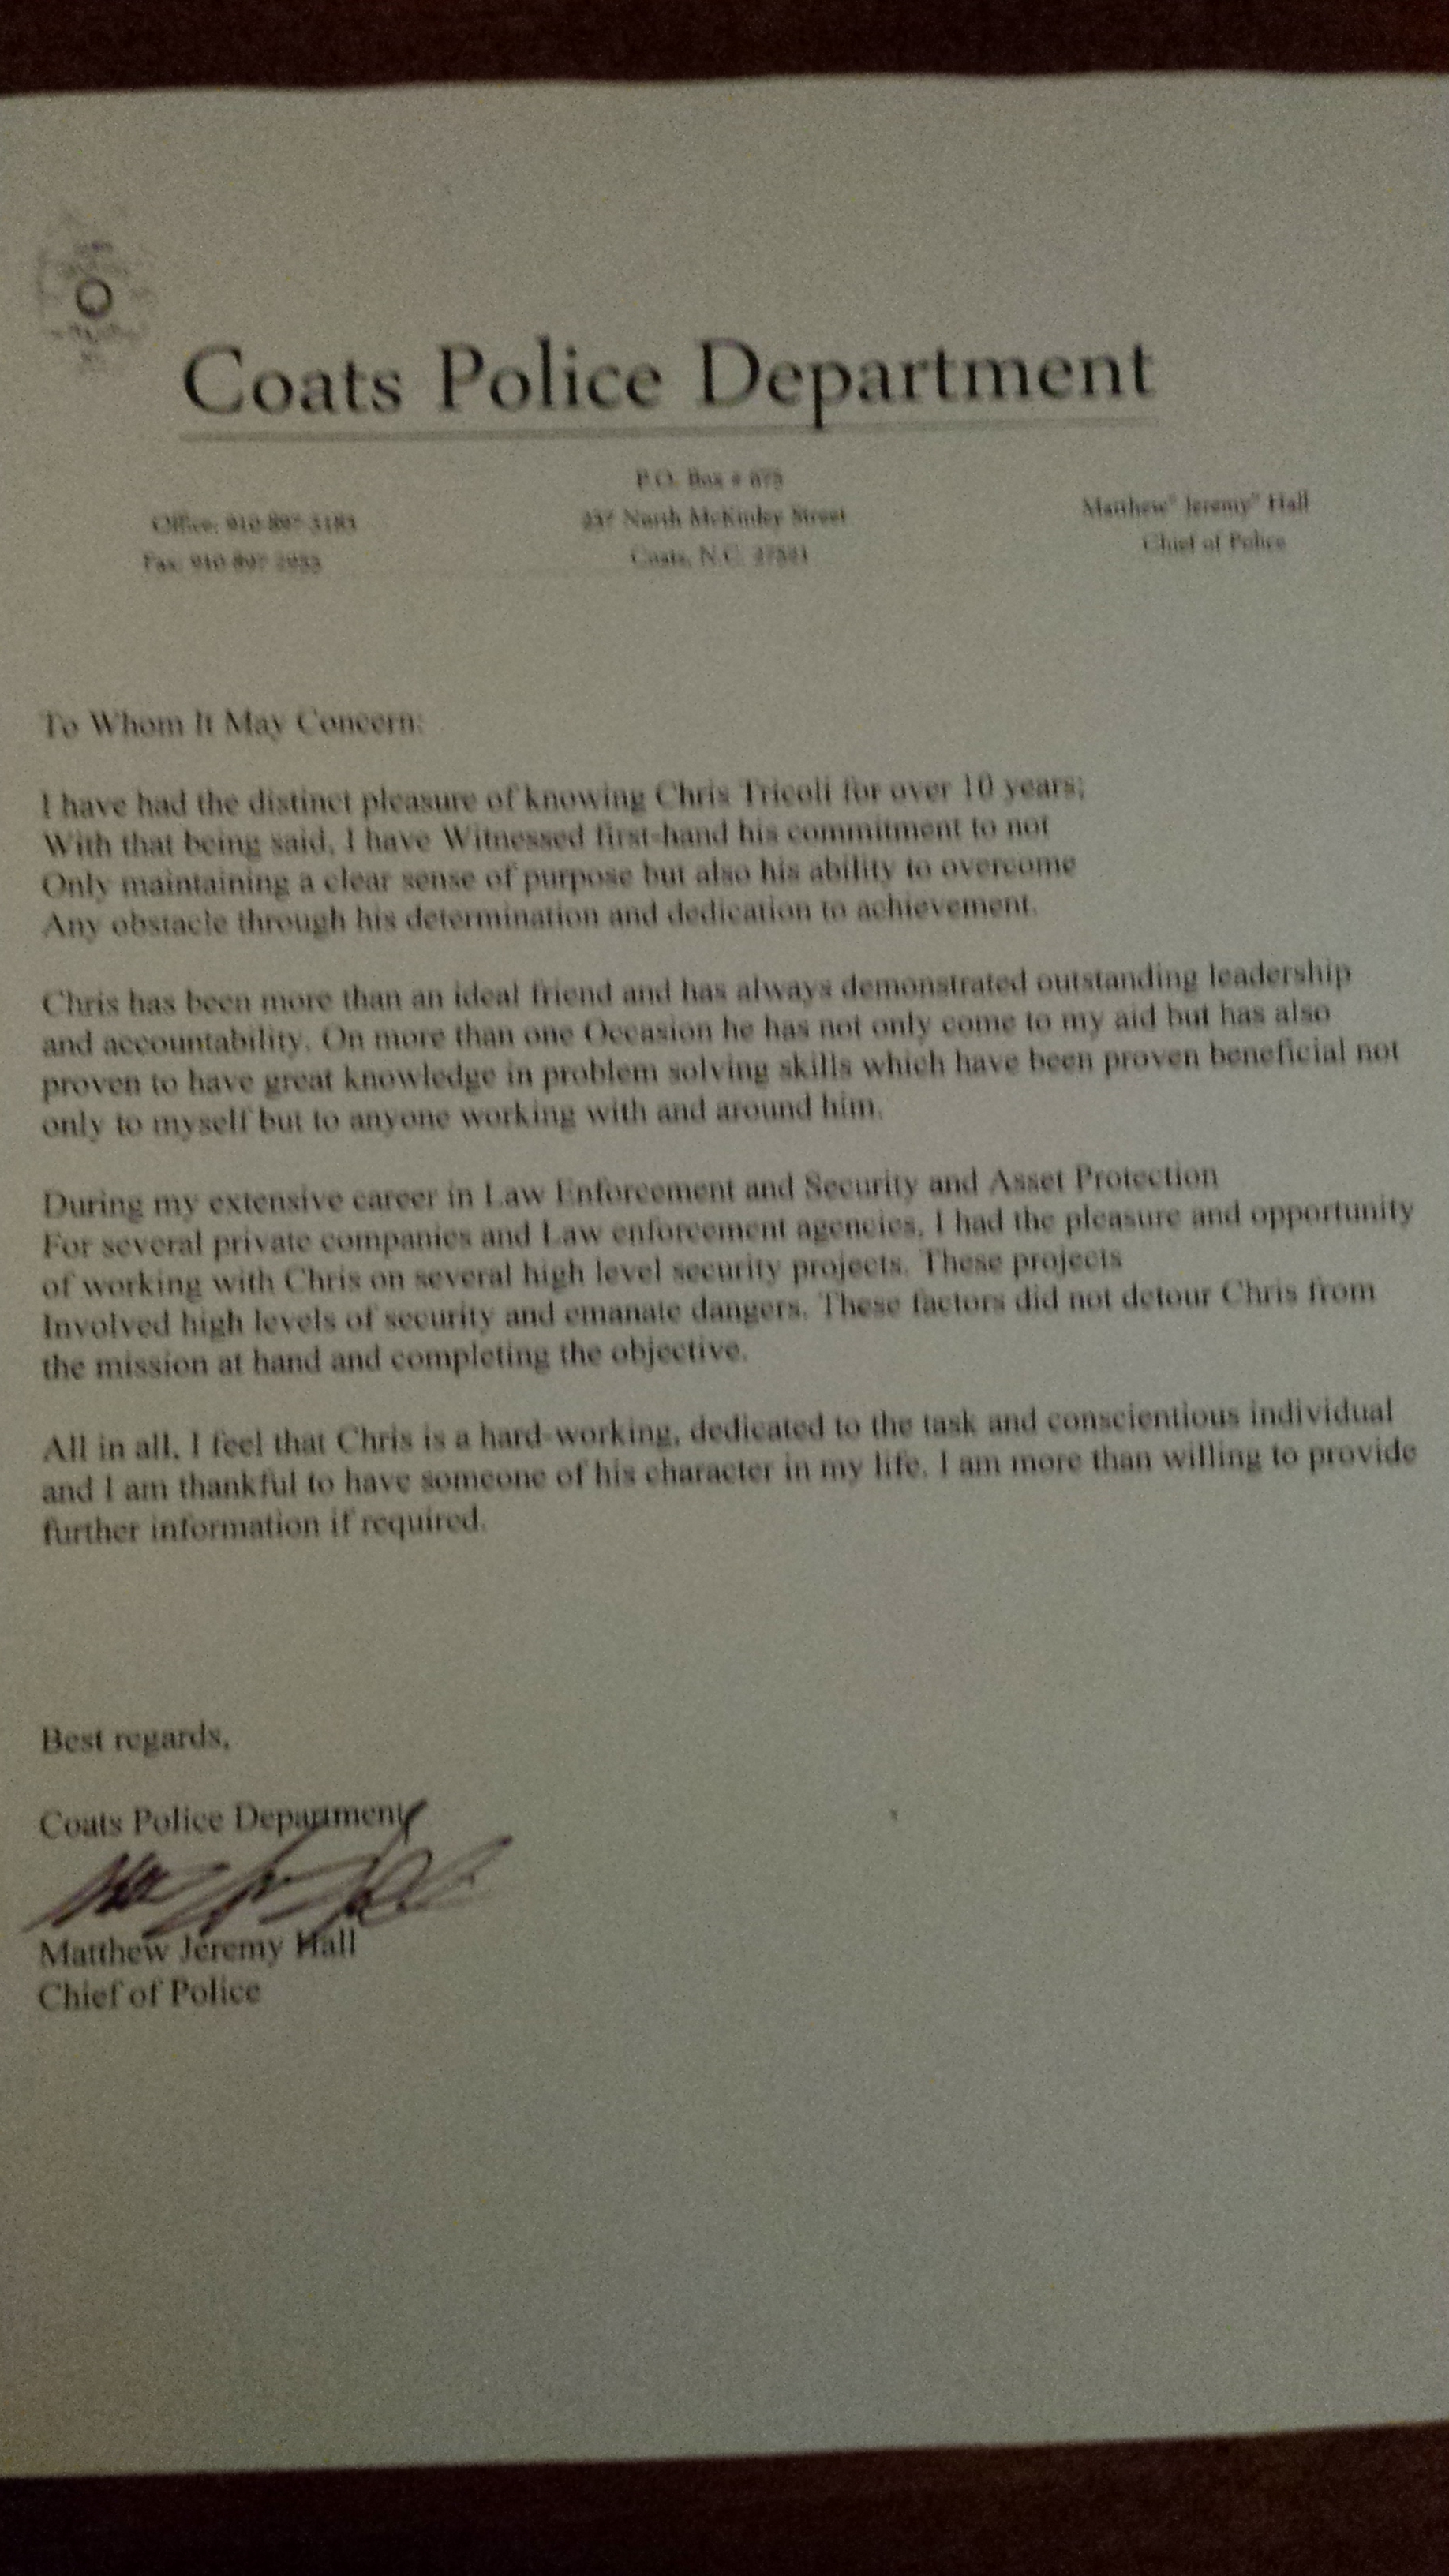 Coats Police Department
P.O. Box #
North McKinley Street
Office: 910-897-3183
Fax: 910-897
Coats, N.C. 27521
Matthew" Jeremy" Hall
Chief of Police
To Whom It May Concern:
I have had the distinct pleasure of knowing Chris Tricoli for over 10 years;
With that being said, I have Witnessed first-hand his commitment to not
Only maintaining a clear sense of purpose but also his ability to overcome
Any obstacle through his determination and dedication to achievement.
Chris has been more than an ideal friend and has always demonstrated outstanding leadership
and accountability. On more than one Occasion he has not only come to my aid but has also
proven to have great knowledge in problem solving skills which have been proven beneficial not
only to myself but to anyone working with and around him.
During my extensive career in Law Enforcement and Security and Asset Protection
For several private companies and Law enforcement agencies, I had the pleasure and opportunity
of working with Chris on several high level security projects. These projects
Involved high levels of security and emanate dangers. These factors did not detour Chris from
the mission at hand and completing the objective.
All in all, I feel that Chris is a hard-working, dedicated to the task and conscientious individual
and I am thankful to have someone of his character in my life. I am more than willing to provide
further information if required.
Best regards,
Coats Police Department
Matthew Jeremy Hall
Chief of Police